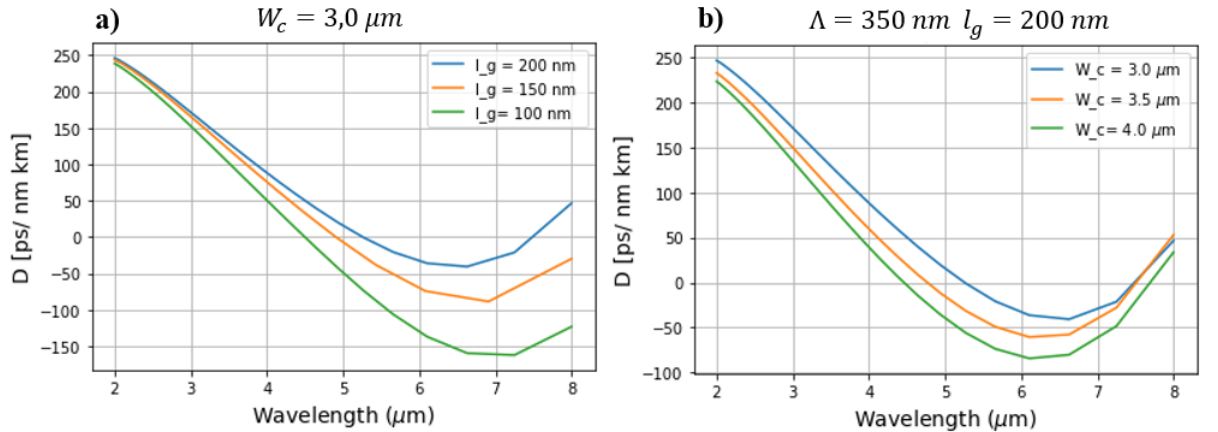 a)
W_c = 3,0 μm
D [ps/ nm km]
250
200
150
100
50
0
−50
−100
−150
l_g = 200 nm
l_g = 150 nm
l_g= 100 nm
2 3 4 5 6 7 8
Wavelength (μm)
b)
Λ = 350 nm l_g = 200 nm
D [ps/ nm km]
250
200
150
100
50
0
−50
−100
W_c = 3.0 μm
W_c = 3.5 μm
W_c= 4.0 μm
2 3 4 5 6 7 8
Wavelength (μm)